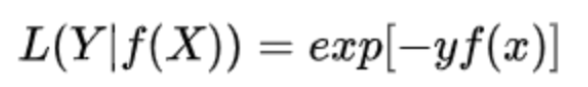 L(Y|f(X)) = exp[−yf(x)]